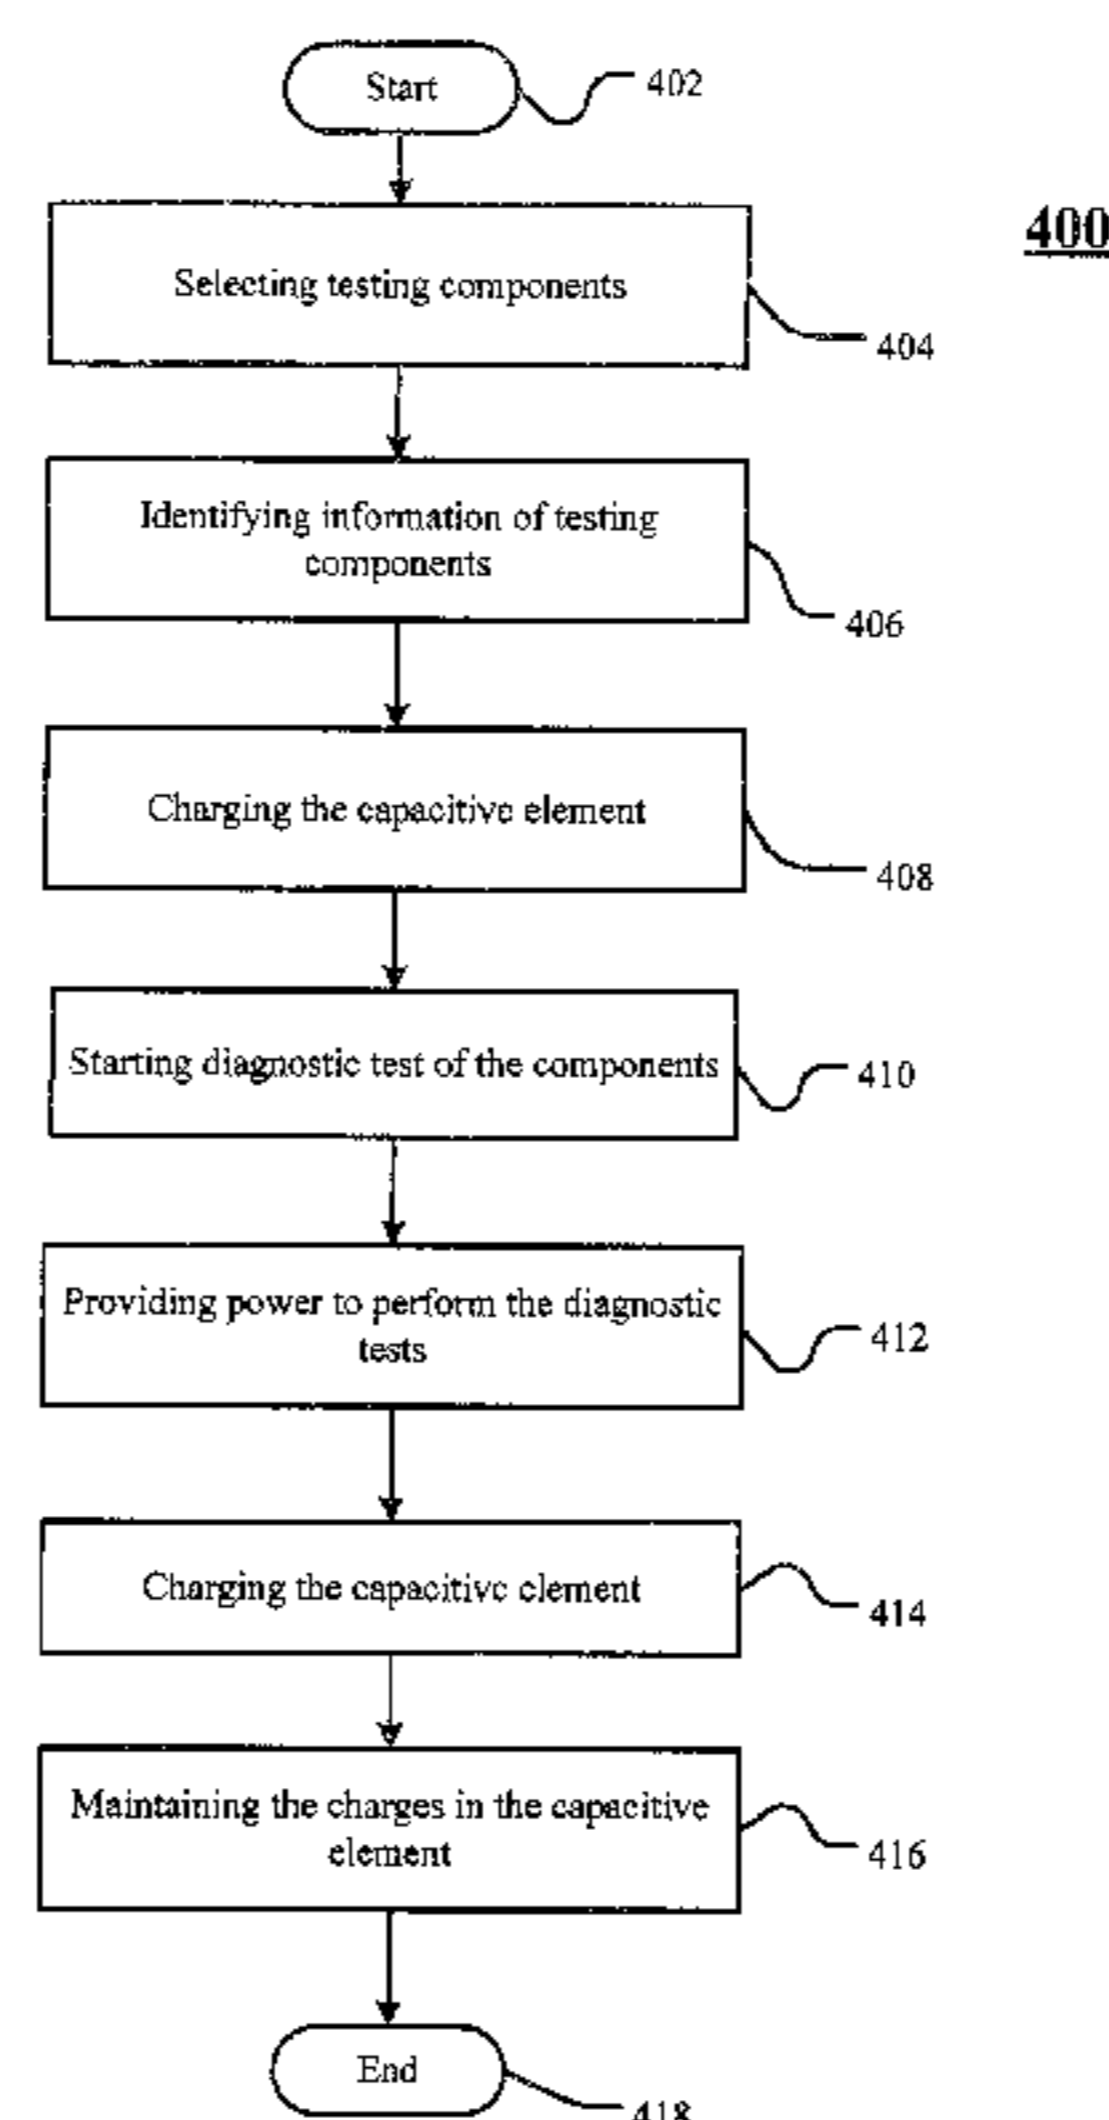 Start
402
400
Selecting testing components
404
Identifying information of testing
components
406
Charging the capacitive element
408
Starting diagnostic test of the components
410
Providing power to perform the diagnostic
tests
412
Charging the capacitive element
414
Maintaining the charges in the capacitive
element
416
End
418